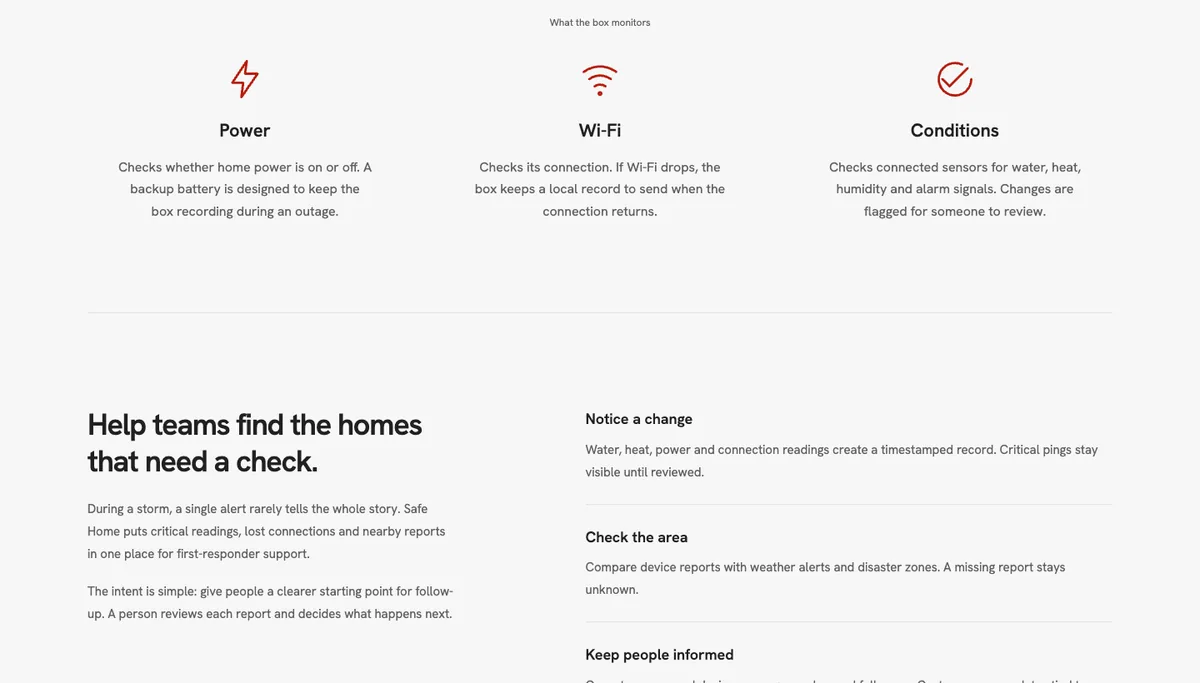 What the box monitors
Power
Checks whether home power is on or off. A
backup battery is designed to keep the
box recording during an outage.
Wi-Fi
Checks its connection. If Wi-Fi drops, the
box keeps a local record to send when the
connection returns.
Conditions
Checks connected sensors for water, heat,
humidity and alarm signals. Changes are
flagged for someone to review.
Help teams find the homes
that need a check.
During a storm, a single alert rarely tells the whole story. Safe
Home puts critical readings, lost connections and nearby reports
in one place for first-responder support.
The intent is simple: give people a clearer starting point for follow-
up. A person reviews each report and decides what happens next.
Notice a change
Water, heat, power and connection readings create a timestamped record. Critical pings stay
visible until reviewed.
Check the area
Compare device reports with weather alerts and disaster zones. A missing report stays
unknown.
Keep people informed